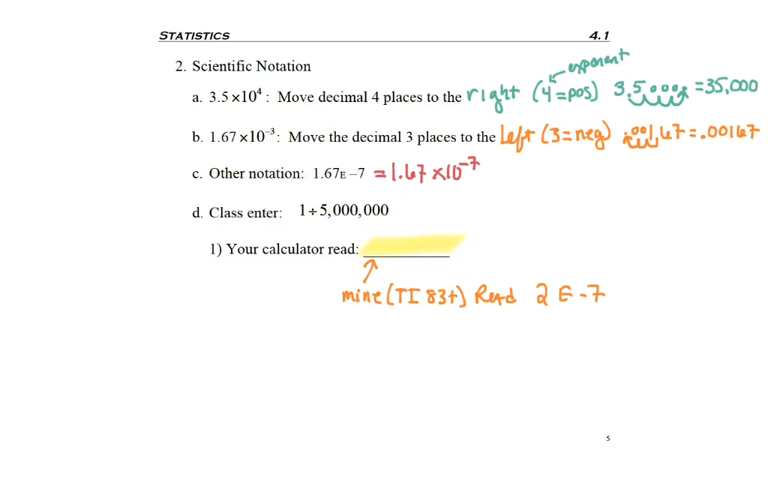 STATISTICS 4.1
exponent
2. Scientific Notation
a. 3.5×10⁴: Move decimal 4 places to the right (4=pos) 3.5000. =35,000
b. 1.67×10⁻³: Move the decimal 3 places to the left (3=neg) .001.67=.00167
c. Other notation: 1.67E–7 =1.67×10⁻⁷
d. Class enter: 1÷5,000,000
1) Your calculator read:
mine (TI 83+) Read 2 E-7
5